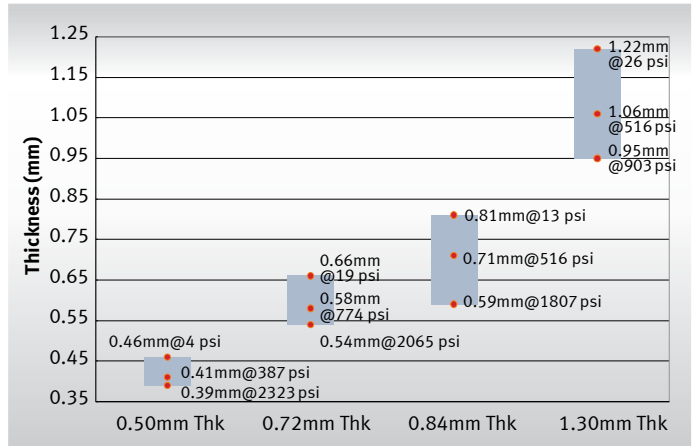 Thickness (mm)
1.25
1.15
1.05
0.95
0.85
0.75
0.65
0.55
0.45
0.35
0.46mm@4 psi
0.41mm@387 psi
0.39mm@2323 psi
0.66mm
@19 psi
0.58mm
@774 psi
0.54mm@2065 psi
0.81mm@13 psi
0.71mm@516 psi
0.59mm@1807 psi
1.22mm
@26 psi
1.06mm
@516 psi
0.95mm
@903 psi
0.50mm Thk
0.72mm Thk
0.84mm Thk
1.30mm Thk